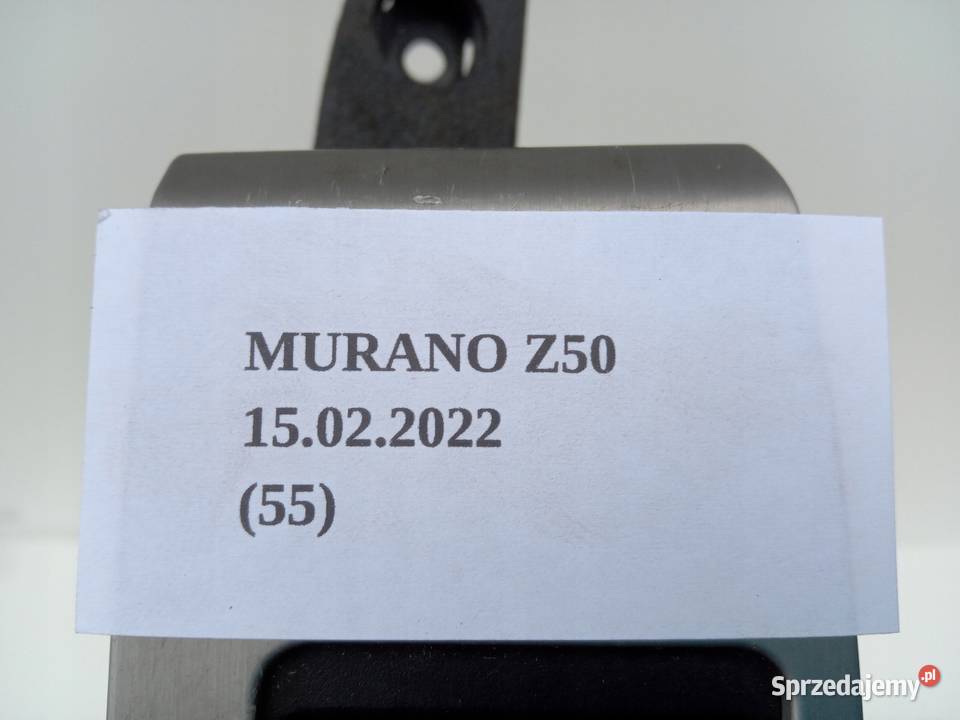 MURANO Z50
15.02.2022
(55)
Sprzedajemy.pl